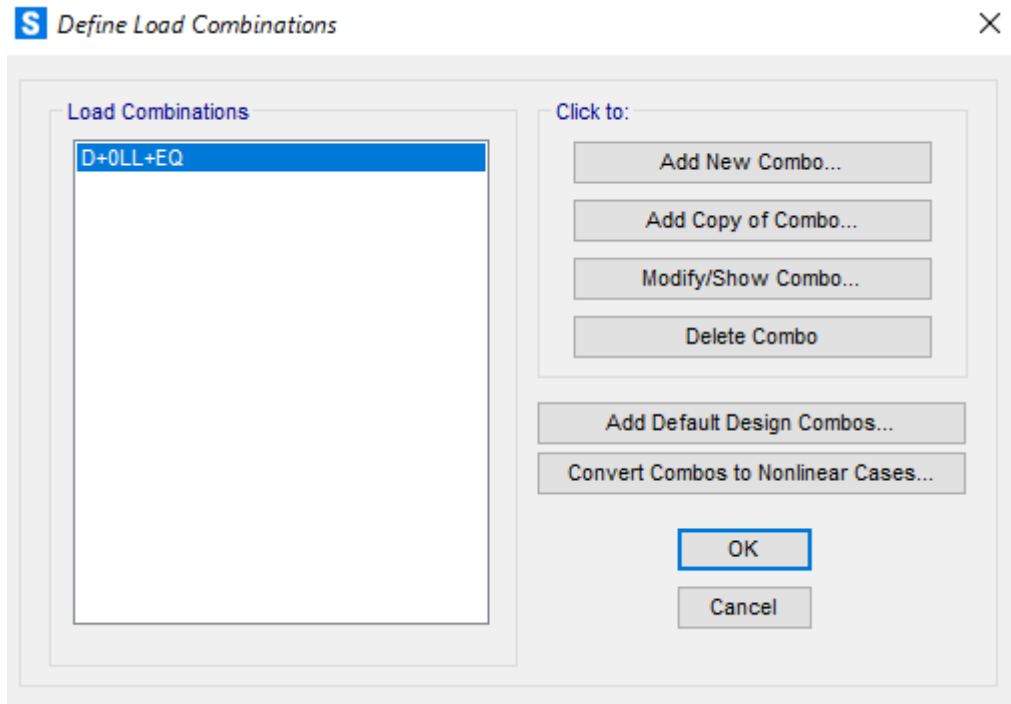 S Define Load Combinations
Load Combinations
D+0LL+EQ
Click to:
Add New Combo...
Add Copy of Combo...
Modify/Show Combo...
Delete Combo
Add Default Design Combos...
Convert Combos to Nonlinear Cases...
OK
Cancel